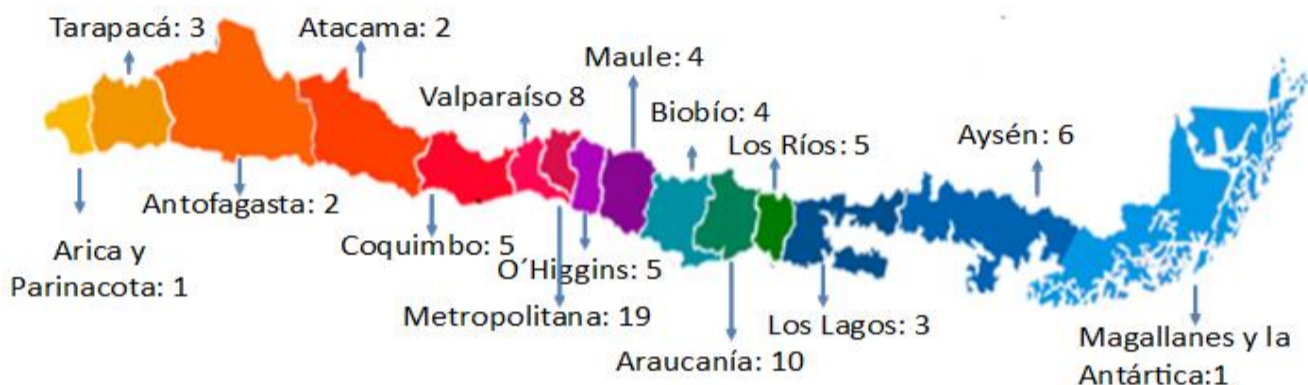 Tarapacá: 3
Atacama: 2
Maule: 4
Valparaíso 8
Biobío: 4
Los Ríos: 5
Aysén: 6
Antofagasta: 2
Arica y
Parinacota: 1
Coquimbo: 5
O´Higgins: 5
Metropolitana: 19
Araucanía: 10
Los Lagos: 3
Magallanes y la
Antártica:1